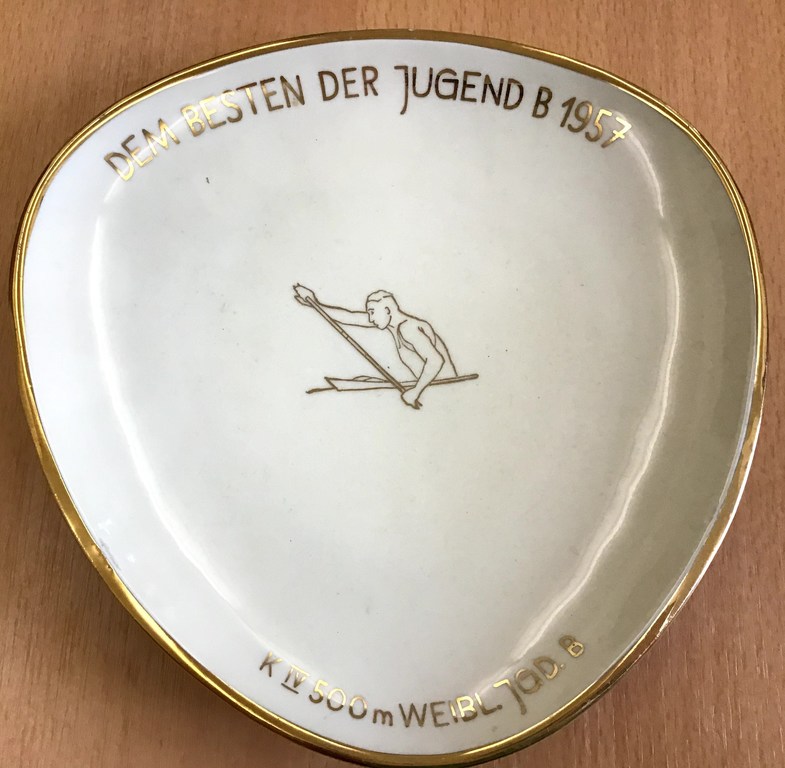 DEM BESTEN DER JUGEND B 1957
K IV 500 m WEIBL. JGD. B